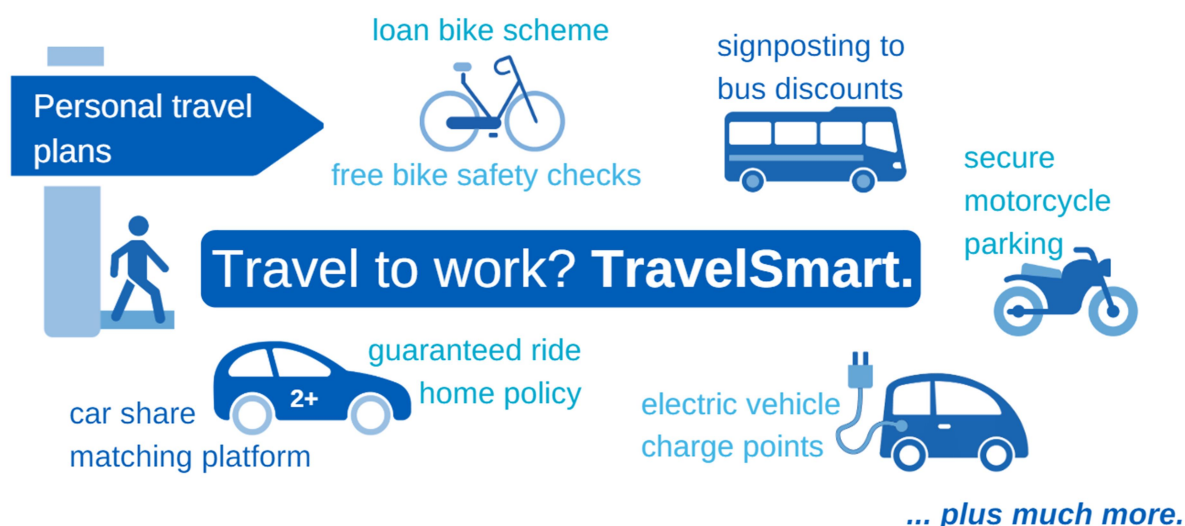 loan bike scheme
signposting to
bus discounts
Personal travel
plans
free bike safety checks
secure
motorcycle
parking
Travel to work? TravelSmart.
guaranteed ride
home policy
2+
car share
matching platform
electric vehicle
charge points
... plus much more.